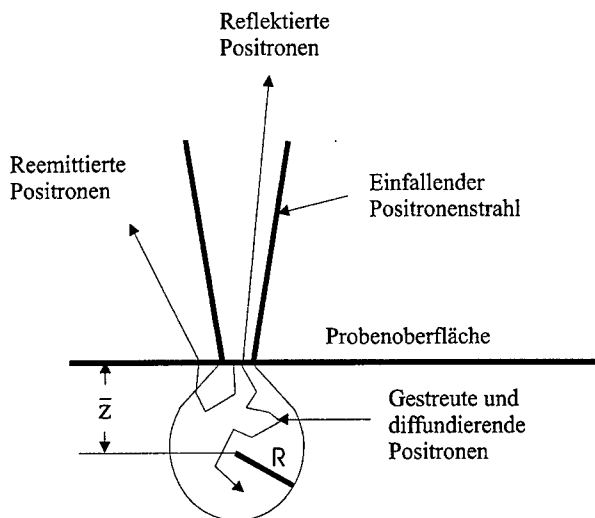 Reflektierte
Positronen
Reemittierte
Positronen
Einfallender
Positronenstrahl
Probenoberfläche
z̄
Gestreute und
diffundierende
Positronen
R